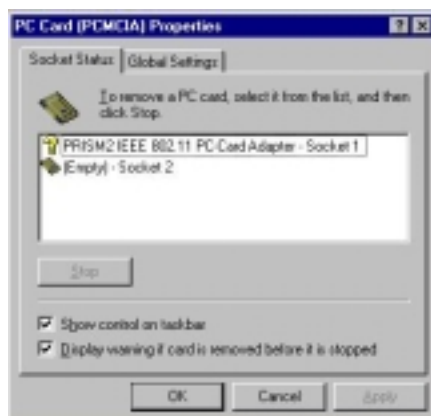 PC Card (PCMCIA) Properties
Socket Status Global Settings
To remove a PC card, select it from the list, and then
click Stop.
PRISM2 IEEE 802.11 PC-Card Adapter - Socket 1
(Empty) - Socket 2
Stop
Show control on taskbar
Display warning if card is removed before it is stopped
OK Cancel Apply